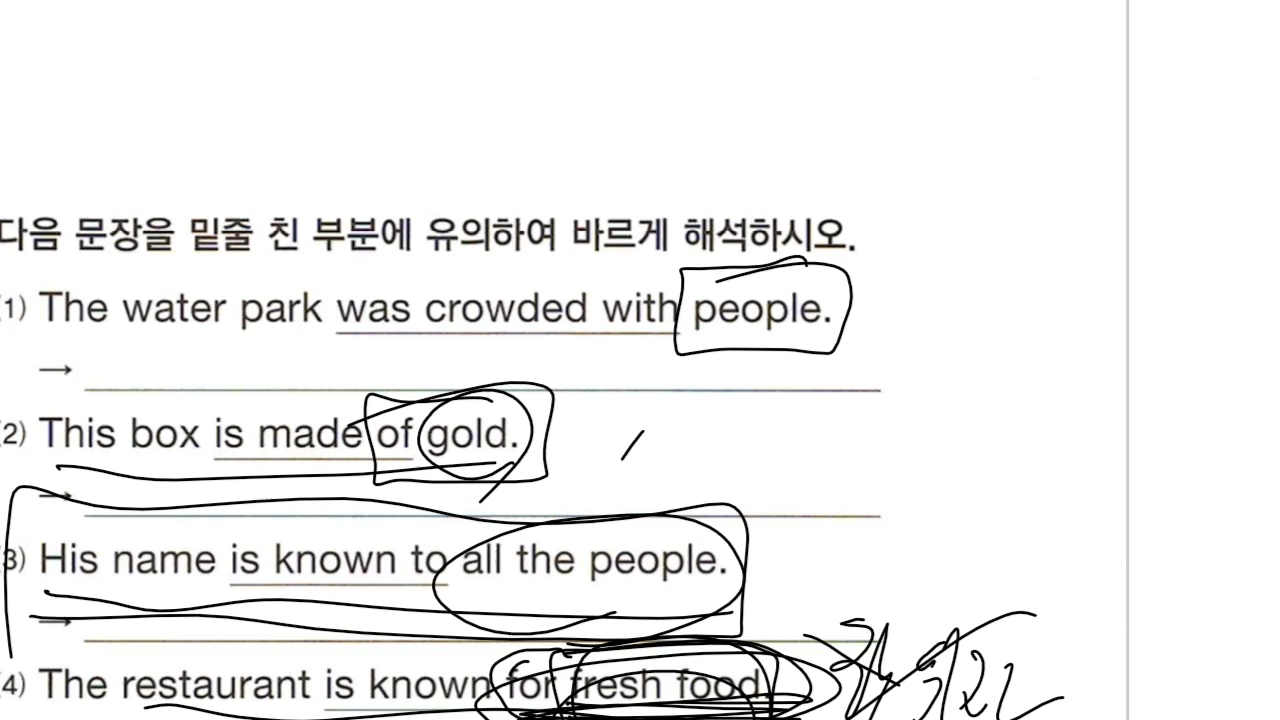 다음 문장을 밑줄 친 부분에 유의하여 바르게 해석하시오.
(1) The water park was crowded with people.
→
(2) This box is made of gold.
→
(3) His name is known to all the people.
→
(4) The restaurant is known for fresh food.